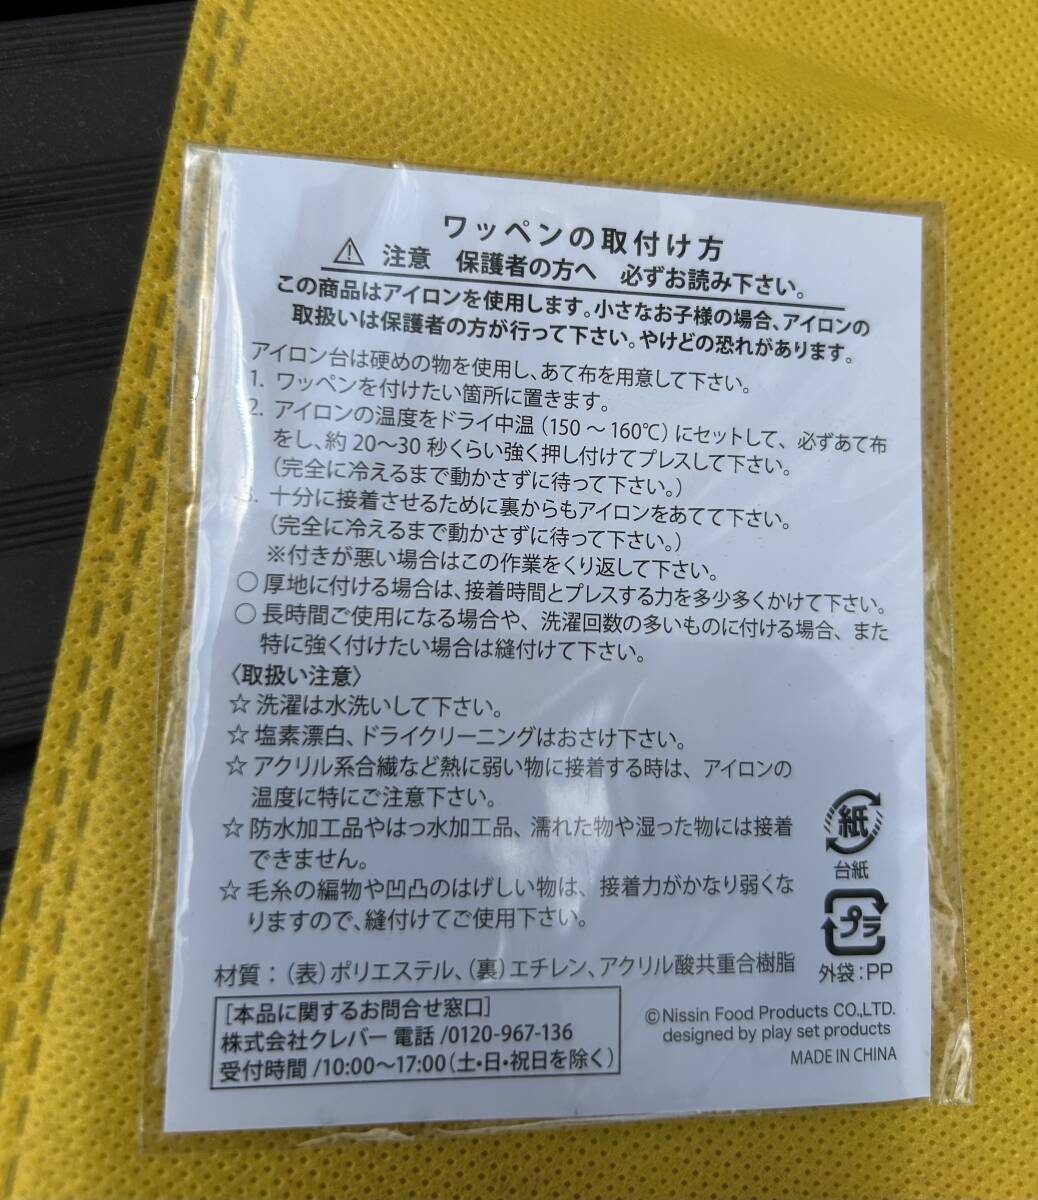 ワッペンの取付け方
⚠ 注意 保護者の方へ 必ずお読み下さい。
この商品はアイロンを使用します。小さなお子様の場合、アイロンの
取扱いは保護者の方が行って下さい。やけどの恐れがあります。
アイロン台は硬めの物を使用し、あて布を用意して下さい。
1. ワッペンを付けたい箇所に置きます。
2. アイロンの温度をドライ中温（150～160℃）にセットして、必ずあて布
をし、約20～30秒くらい強く押し付けてプレスして下さい。
（完全に冷えるまで動かさずに待って下さい。）
3. 十分に接着させるために裏からもアイロンをあてて下さい。
（完全に冷えるまで動かさずに待って下さい。）
※付きが悪い場合はこの作業をくり返して下さい。
○厚地に付ける場合は、接着時間とプレスする力を多少多くかけて下さい。
○長時間ご使用になる場合や、洗濯回数の多いものに付ける場合、また
特に強く付けたい場合は縫付けて下さい。
〈取扱い注意〉
☆洗濯は水洗いして下さい。
☆塩素漂白、ドライクリーニングはおさけ下さい。
☆アクリル系合繊など熱に弱い物に接着する時は、アイロンの
温度に特にご注意下さい。
☆防水加工品やはっ水加工品、濡れた物や湿った物には接着
できません。
☆毛糸の編物や凹凸のはげしい物は、接着力がかなり弱くな
りますので、縫付けてご使用下さい。
紙
台紙
プラ
外袋：PP
材質：（表）ポリエステル、（裏）エチレン、アクリル酸共重合樹脂
［本品に関するお問合せ窓口］
株式会社クレバー 電話/0120-967-136
受付時間/10:00～17:00（土・日・祝日を除く）
©Nissin Food Products CO.,LTD.
designed by play set products
MADE IN CHINA